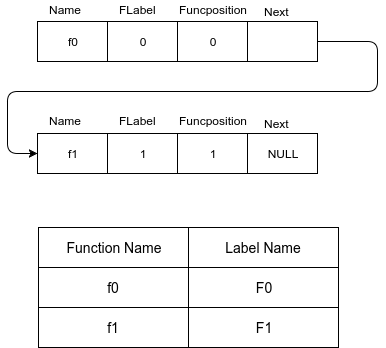 Name FLabel Funcposition Next
f0 0 0
Name FLabel Funcposition Next
f1 1 1 NULL
Function Name Label Name
f0 F0
f1 F1